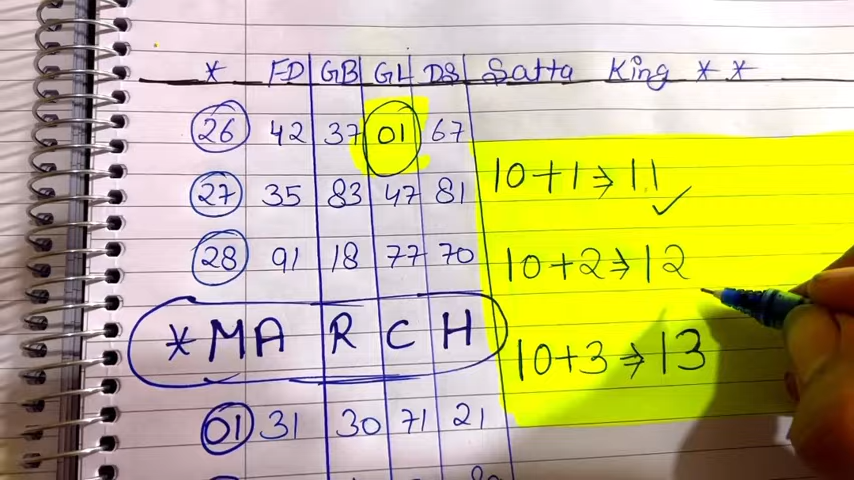 * FD GB GL DS Satta King * *
26 42 37 01 67
10+1⇒11
27 35 83 47 81
10+2⇒12
28 91 18 77 70
*MARCH
10+3⇒13
01 31 30 71 21